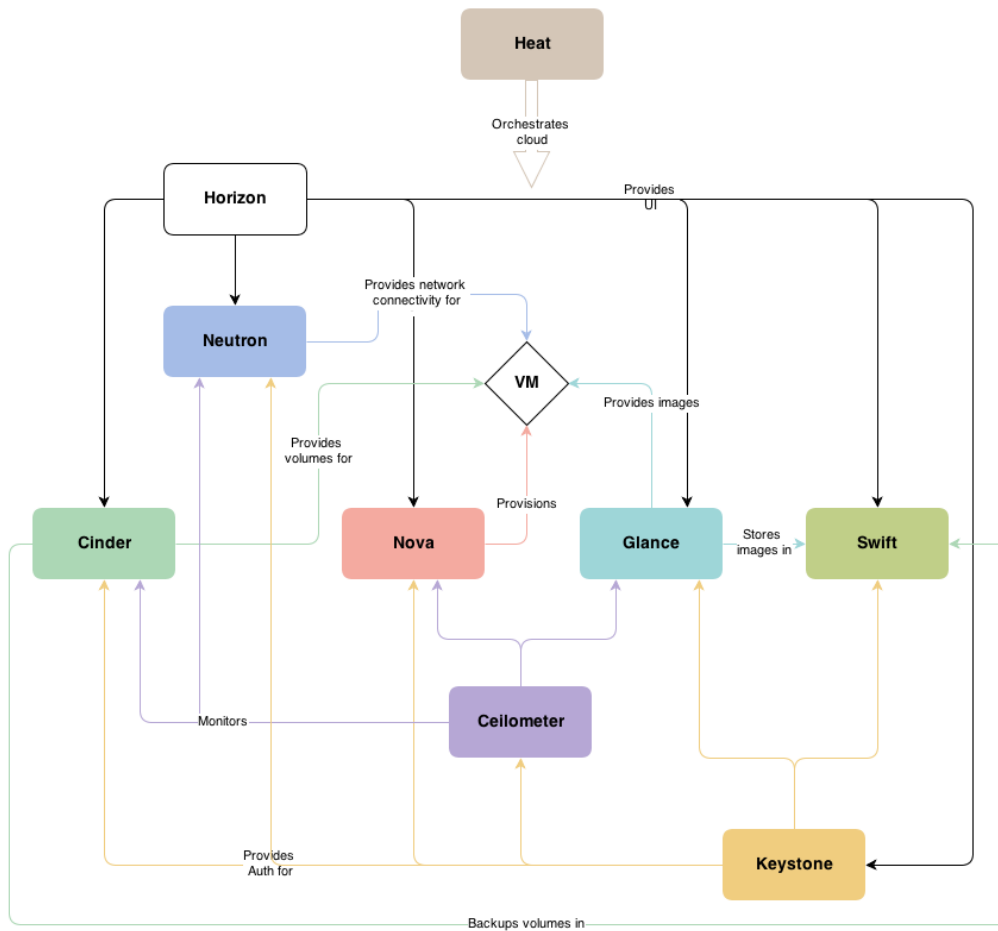 Heat
Orchestrates
cloud
Provides
UI
Horizon
Provides network
connectivity for
Neutron
VM
Provides images
Provides
volumes for
Provisions
Cinder
Nova
Glance
Stores
images in
Swift
Monitors
Ceilometer
Provides
Auth for
Keystone
Backups volumes in